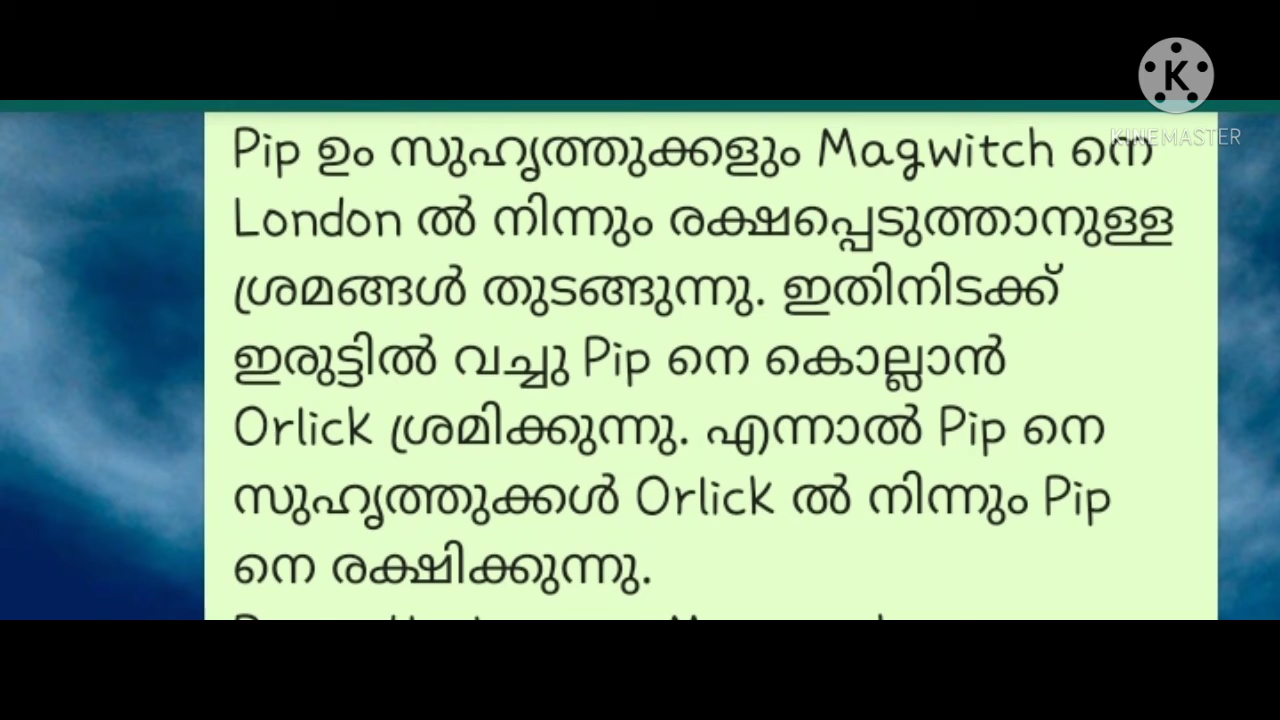 K
KINEMASTER
Pip ഉം സുഹൃത്തുക്കളും Magwitch നെ
London ൽ നിന്നും രക്ഷപ്പെടുത്താനുള്ള
ശ്രമങ്ങൾ തുടങ്ങുന്നു. ഇതിനിടക്ക്
ഇരുട്ടിൽ വച്ചു Pip നെ കൊല്ലാൻ
Orlick ശ്രമിക്കുന്നു. എന്നാൽ Pip നെ
സുഹൃത്തുക്കൾ Orlick ൽ നിന്നും Pip
നെ രക്ഷിക്കുന്നു.